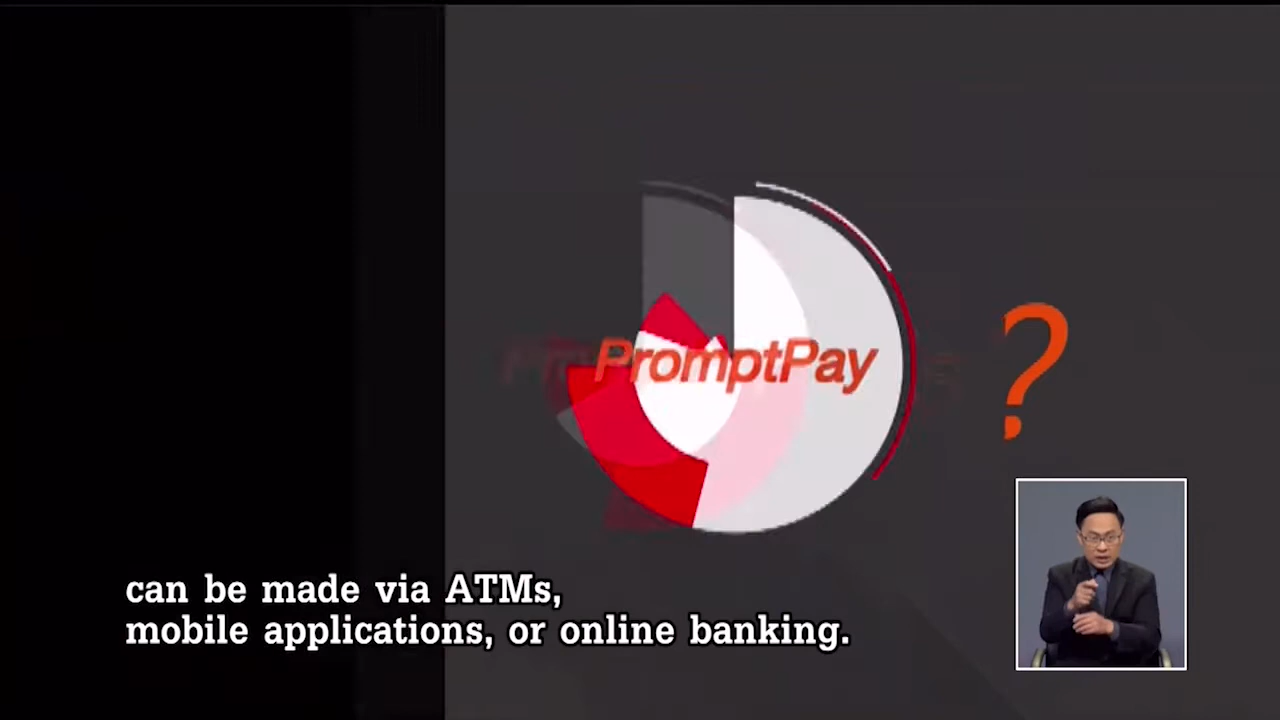 PromptPay
?
can be made via ATMs,
mobile applications, or online banking.